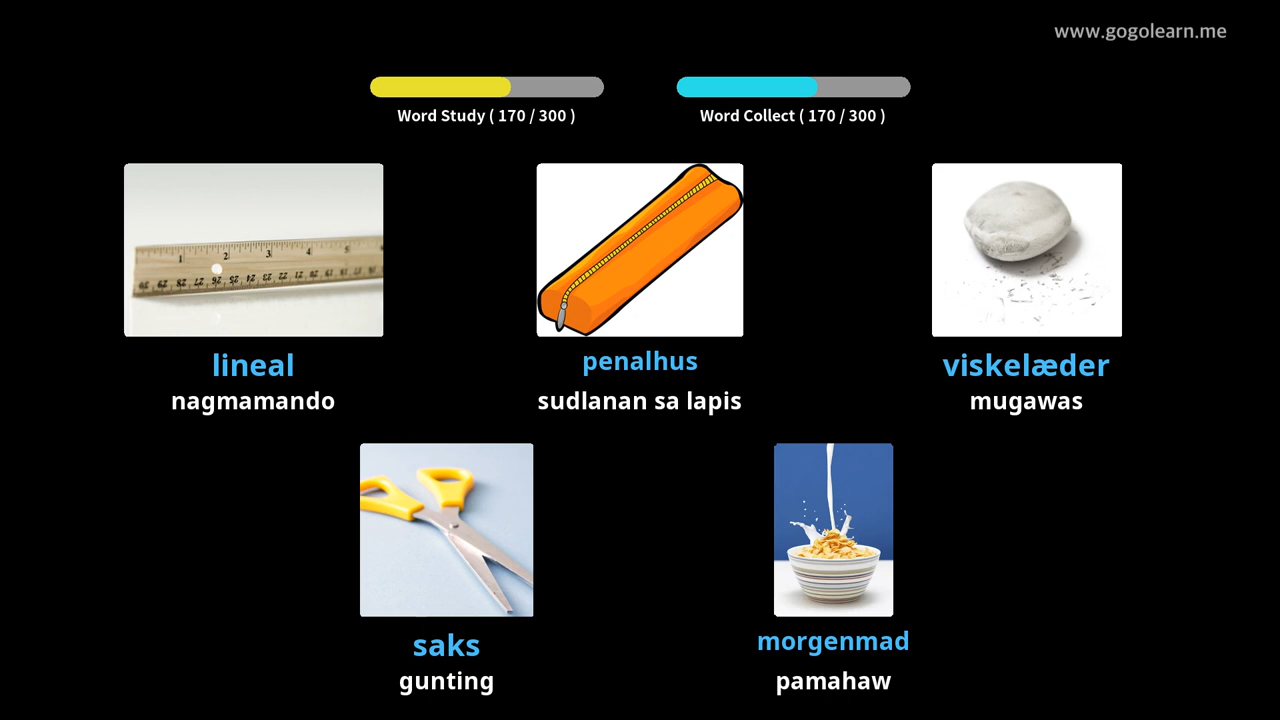 www.gogolearn.me
Word Study ( 170 / 300 )
Word Collect ( 170 / 300 )
lineal
nagmamando
penalhus
sudlanan sa lapis
viskelæder
mugawas
saks
gunting
morgenmad
pamahaw